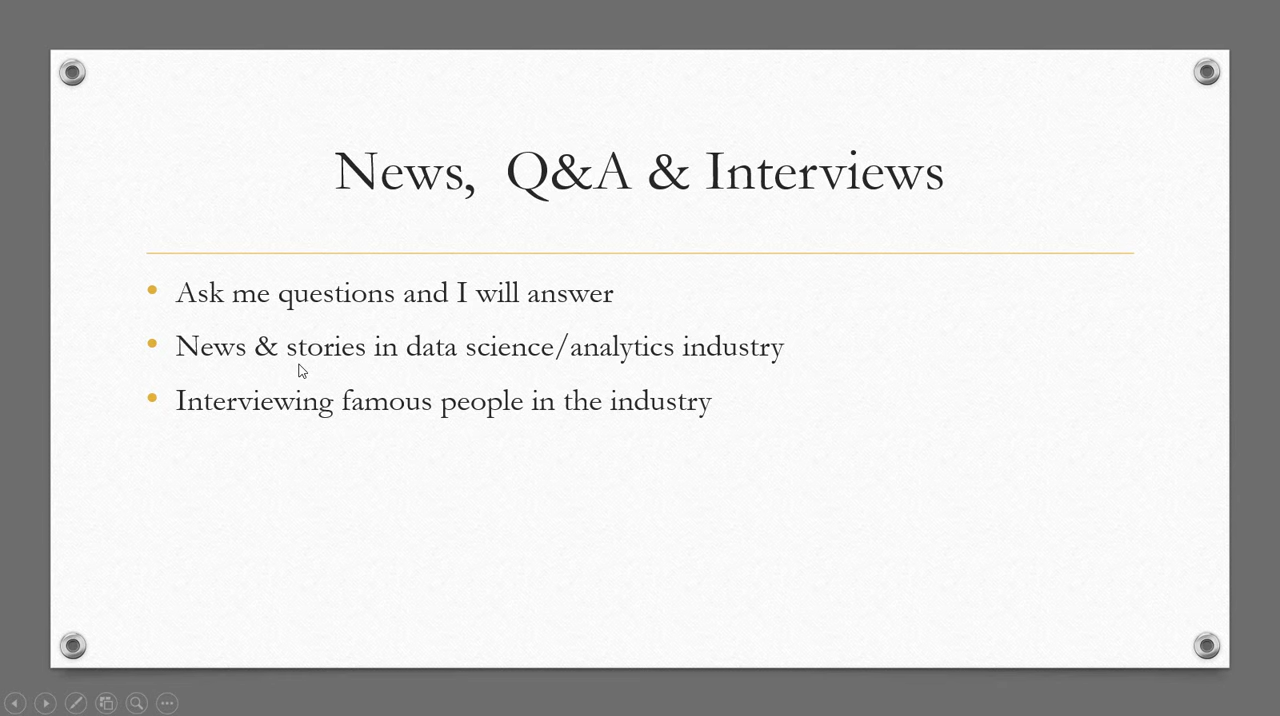 News,  Q&A & Interviews
Ask me questions and I will answer
News & stories in data science/analytics industry
Interviewing famous people in the industry